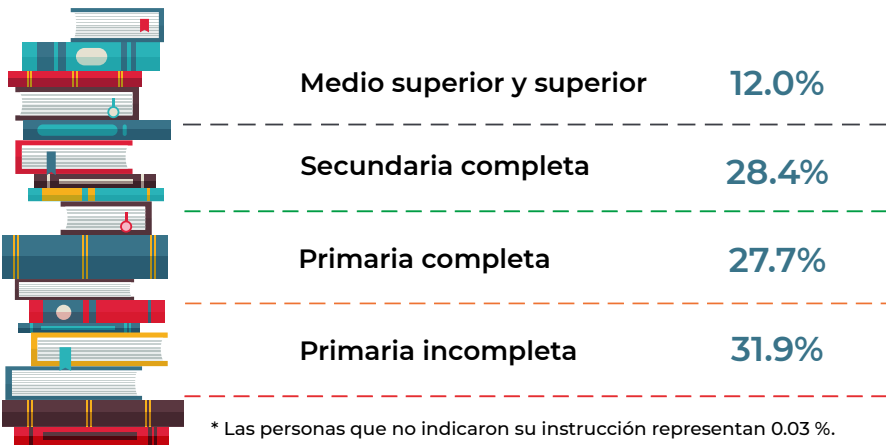 Medio superior y superior 12.0%
Secundaria completa 28.4%
Primaria completa 27.7%
Primaria incompleta 31.9%
* Las personas que no indicaron su instrucción representan 0.03 %.